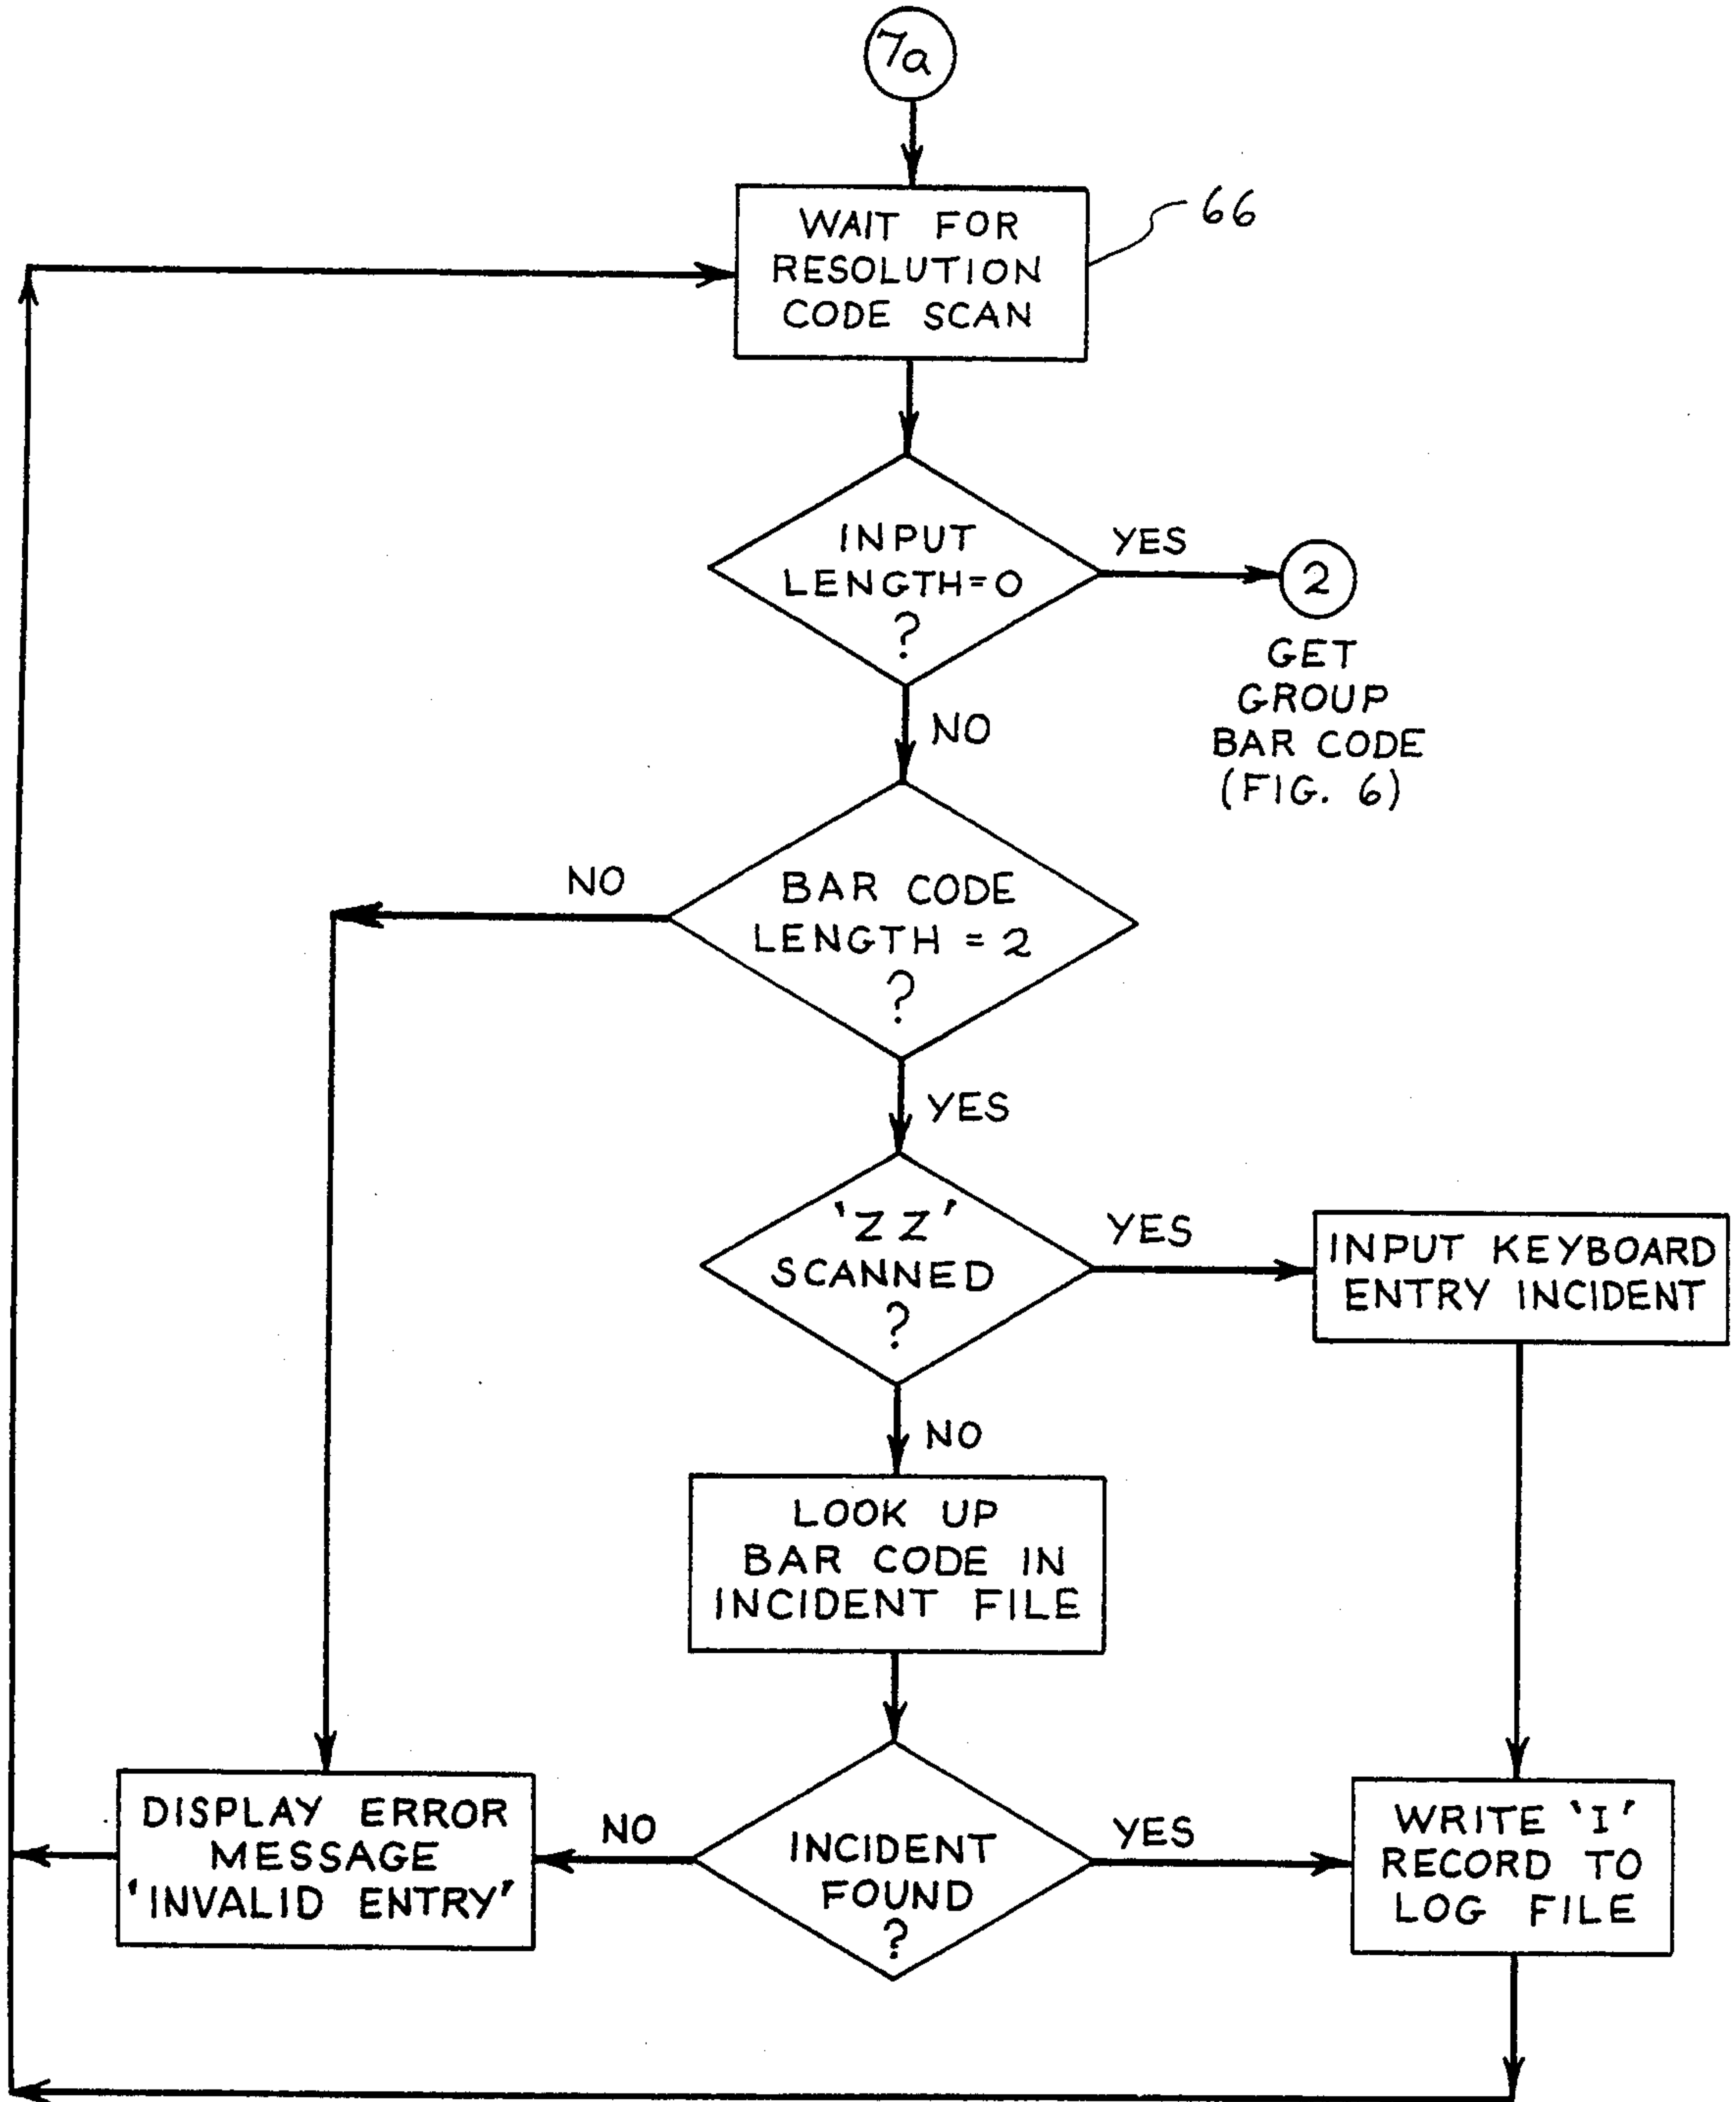 7a
WAIT FOR
RESOLUTION
CODE SCAN
66
INPUT
LENGTH=0
?
YES
2
GET
GROUP
BAR CODE
(FIG. 6)
NO
BAR CODE
LENGTH = 2
?
NO
YES
'ZZ'
SCANNED
?
YES
INPUT KEYBOARD
ENTRY INCIDENT
NO
LOOK UP
BAR CODE IN
INCIDENT FILE
INCIDENT
FOUND
?
NO
DISPLAY ERROR
MESSAGE
'INVALID ENTRY'
YES
WRITE 'I'
RECORD TO
LOG FILE